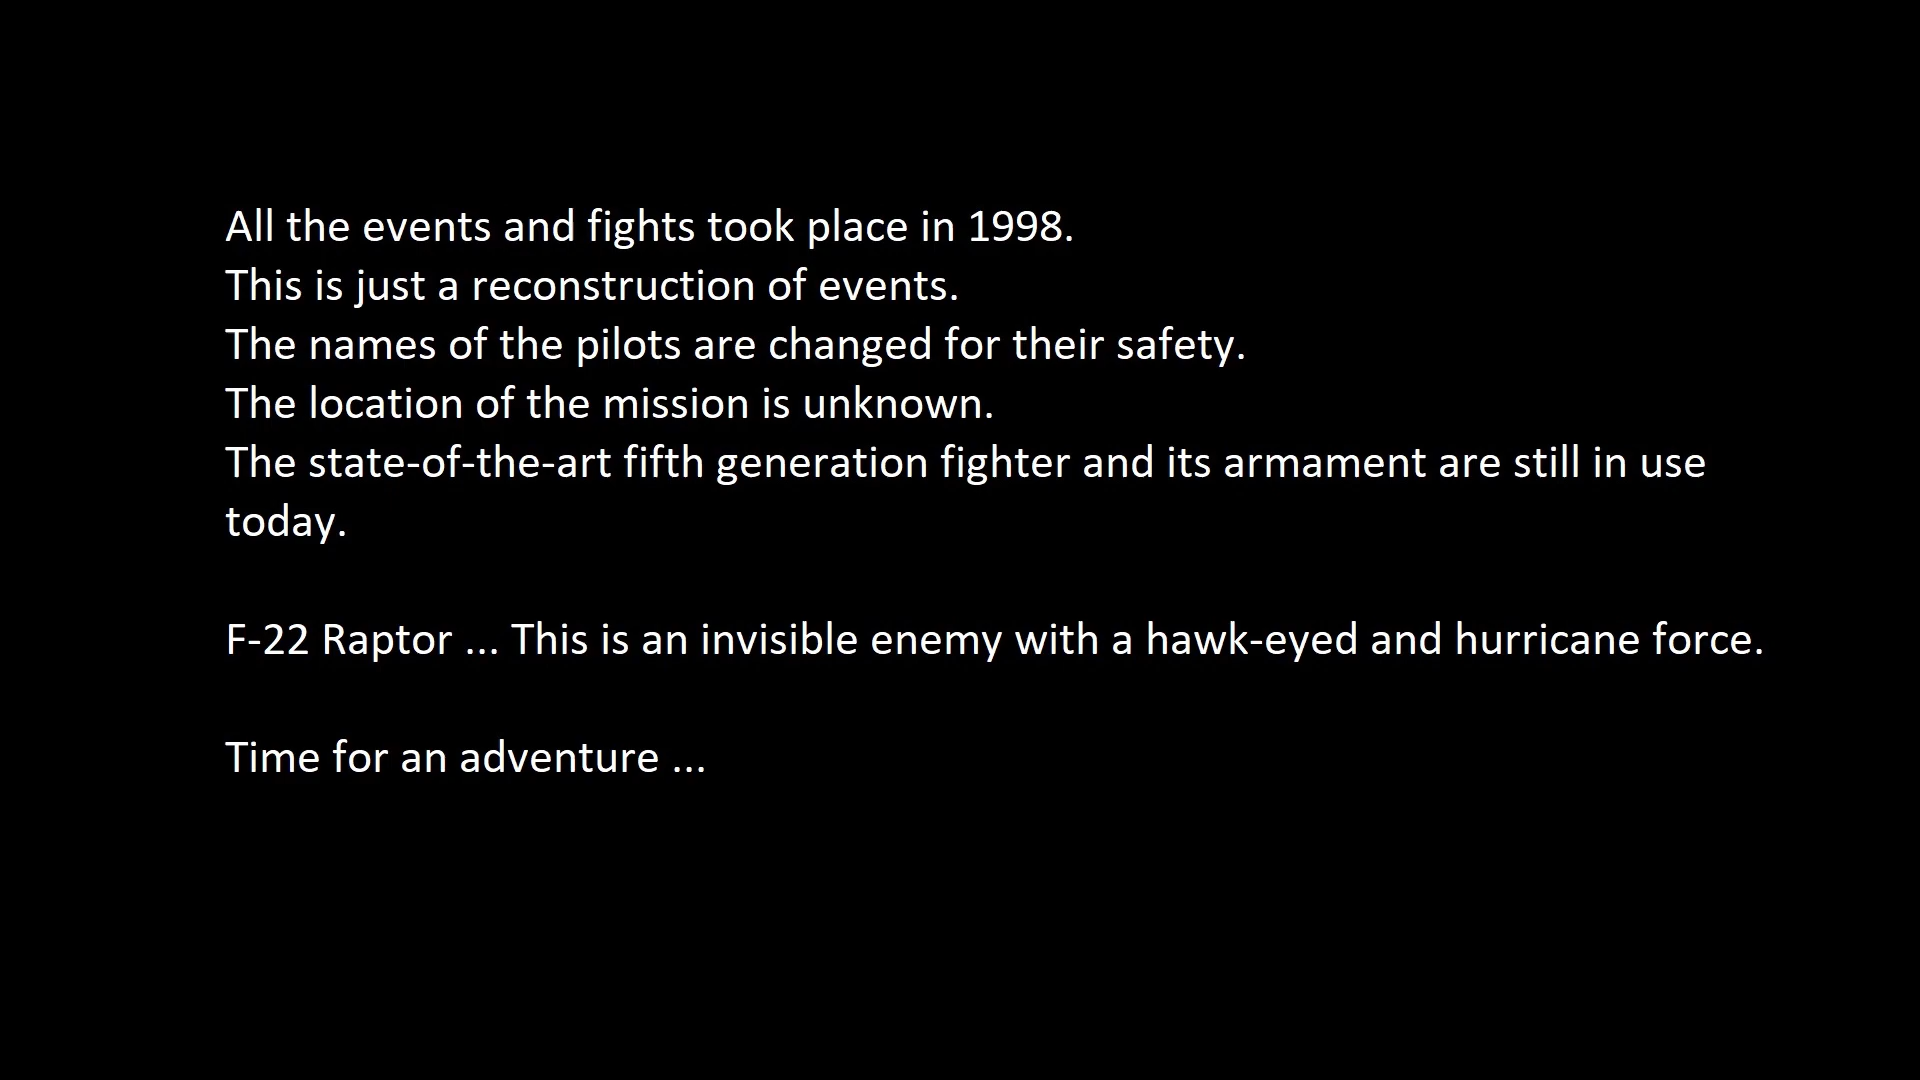 All the events and fights took place in 1998.
This is just a reconstruction of events.
The names of the pilots are changed for their safety.
The location of the mission is unknown.
The state-of-the-art fifth generation fighter and its armament are still in use
today.
F-22 Raptor ... This is an invisible enemy with a hawk-eyed and hurricane force.
Time for an adventure ...